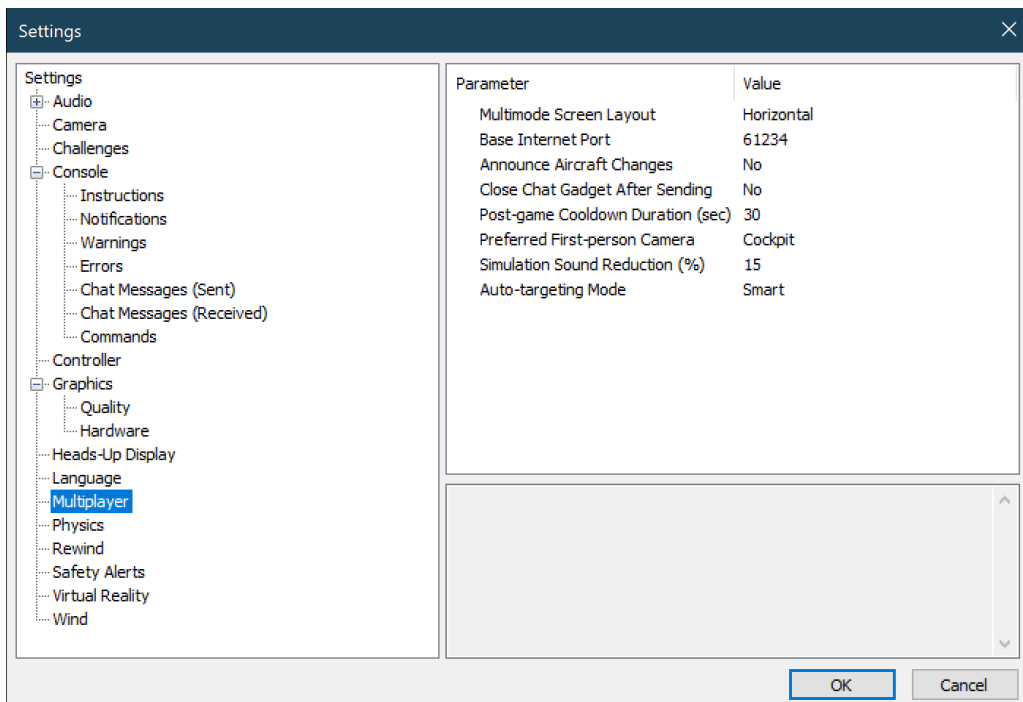 Settings
Settings
Audio
Camera
Challenges
Console
Instructions
Notifications
Warnings
Errors
Chat Messages (Sent)
Chat Messages (Received)
Commands
Controller
Graphics
Quality
Hardware
Heads-Up Display
Language
Multiplayer
Physics
Rewind
Safety Alerts
Virtual Reality
Wind
Parameter Value
Multimode Screen Layout Horizontal
Base Internet Port 61234
Announce Aircraft Changes No
Close Chat Gadget After Sending No
Post-game Cooldown Duration (sec) 30
Preferred First-person Camera Cockpit
Simulation Sound Reduction (%) 15
Auto-targeting Mode Smart
OK Cancel